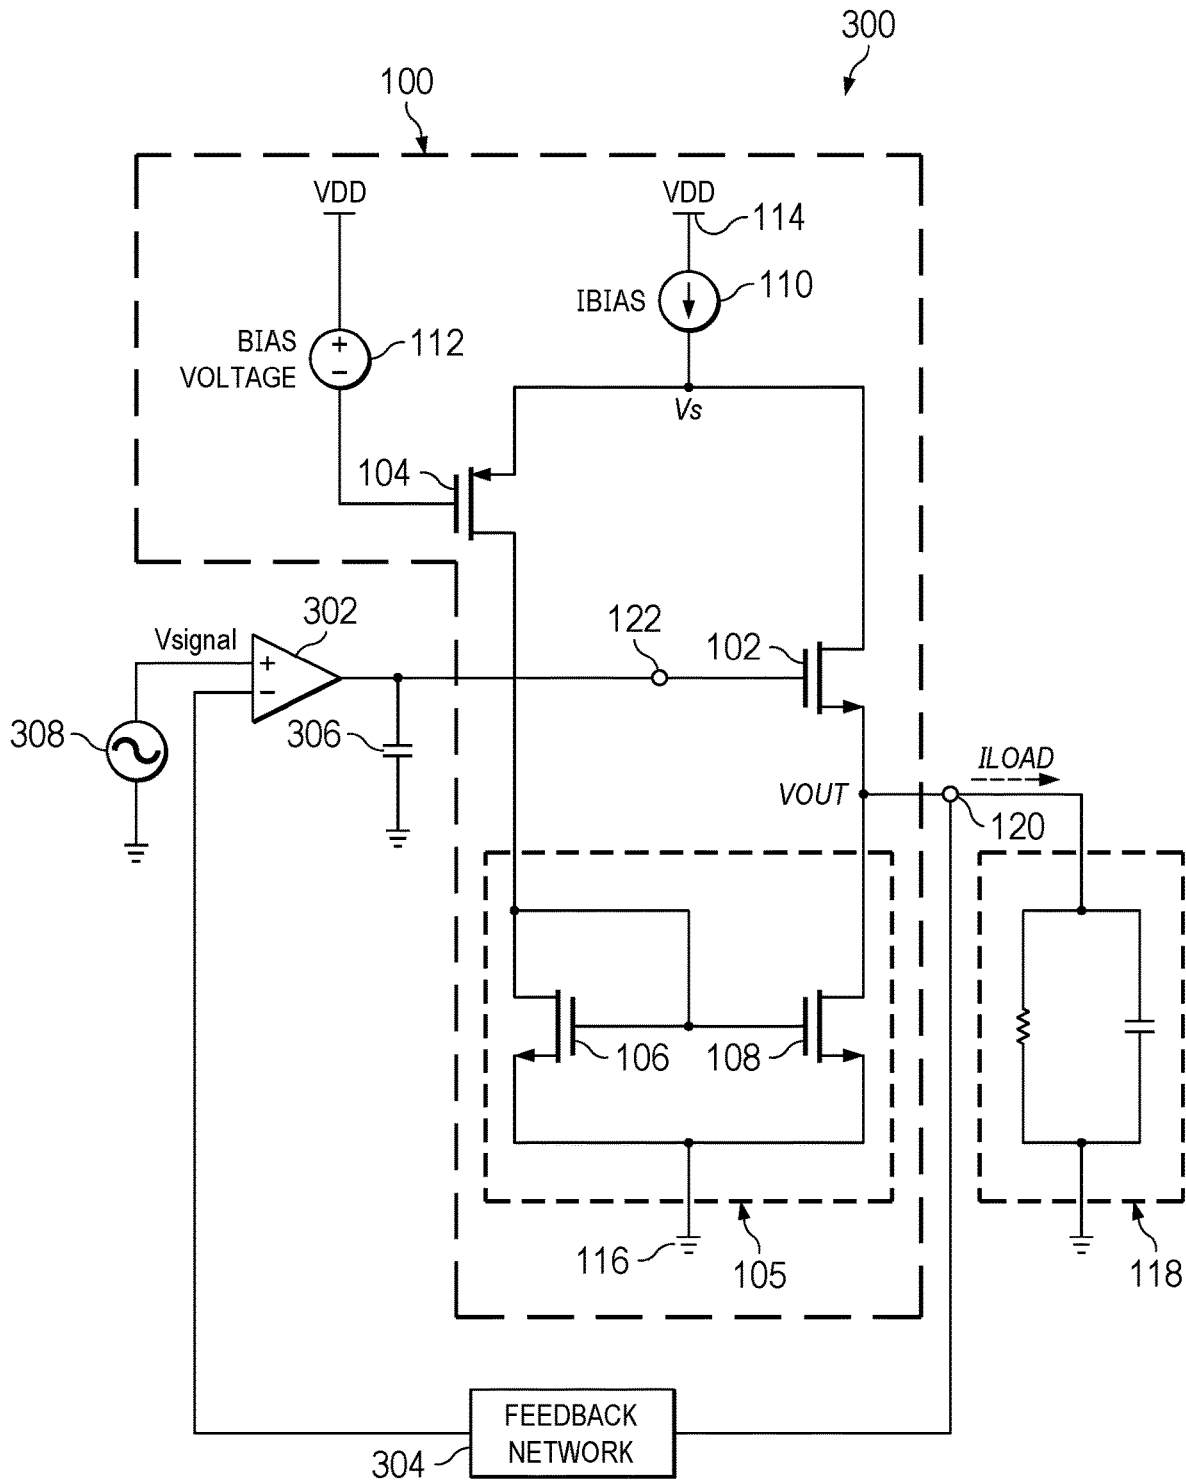 300
100
VDD
VDD
114
IBIAS
110
BIAS
VOLTAGE
+
−
112
Vs
104
302
122
102
Vsignal
+
−
308
306
ILOAD
VOUT
120
106
108
116
105
118
FEEDBACK
NETWORK
304